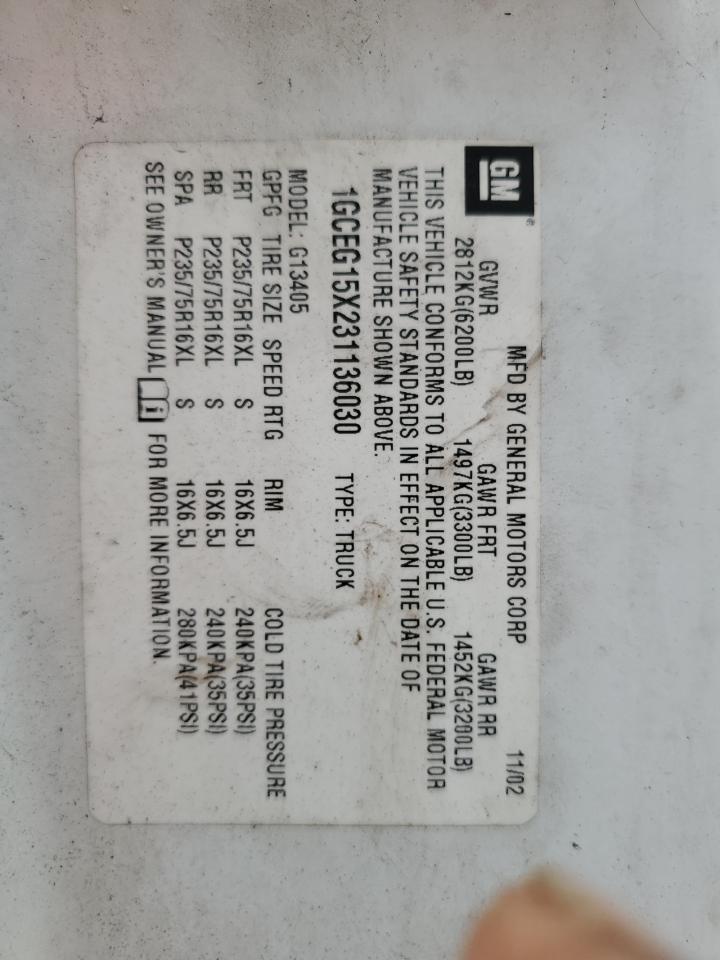 GM
MFD BY GENERAL MOTORS CORP 11/02
GVWR GAWR FRT GAWR RR
2812KG(6200LB) 1497KG(3300LB) 1452KG(3200LB)
THIS VEHICLE CONFORMS TO ALL APPLICABLE U.S. FEDERAL MOTOR
VEHICLE SAFETY STANDARDS IN EFFECT ON THE DATE OF
MANUFACTURE SHOWN ABOVE.
1GCEG15X231136030 TYPE: TRUCK
MODEL: G13405
GPFG TIRE SIZE SPEED RTG RIM COLD TIRE PRESSURE
FRT P235/75R16XL S 16X6.5J 240KPA(35PSI)
RR P235/75R16XL S 16X6.5J 240KPA(35PSI)
SPA P235/75R16XL S 16X6.5J 280KPA(41PSI)
SEE OWNER'S MANUAL i FOR MORE INFORMATION.